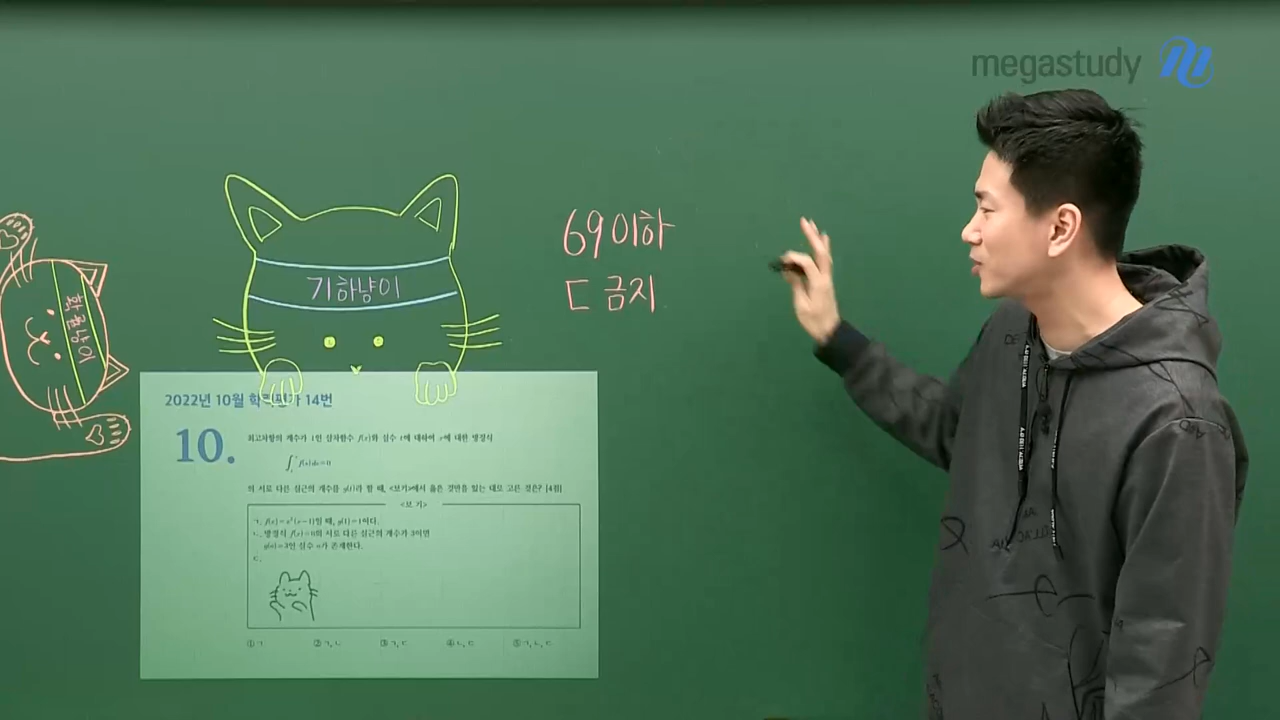 megastudy
69이하
ㄷ 금지
기하냥이
확률냥이
2022년 10월 학력평가 14번
10.
최고차항의 계수가 1인 삼차함수 f(x)와 실수 t에 대하여 x에 대한 방정식
∫ f(s)ds=0
의 서로 다른 실근의 개수를 g(t)라 할 때, <보기>에서 옳은 것만을 있는 대로 고른 것은? [4점]
<보 기>
ㄱ. f(x)=x²(x-1)일 때, g(1)=1이다.
ㄴ. 방정식 f(x)=0의 서로 다른 실근의 개수가 3이면
g(a)=3인 실수 a가 존재한다.
ㄷ.
① ㄱ ② ㄱ, ㄴ ③ ㄱ, ㄷ ④ ㄴ, ㄷ ⑤ ㄱ, ㄴ, ㄷ